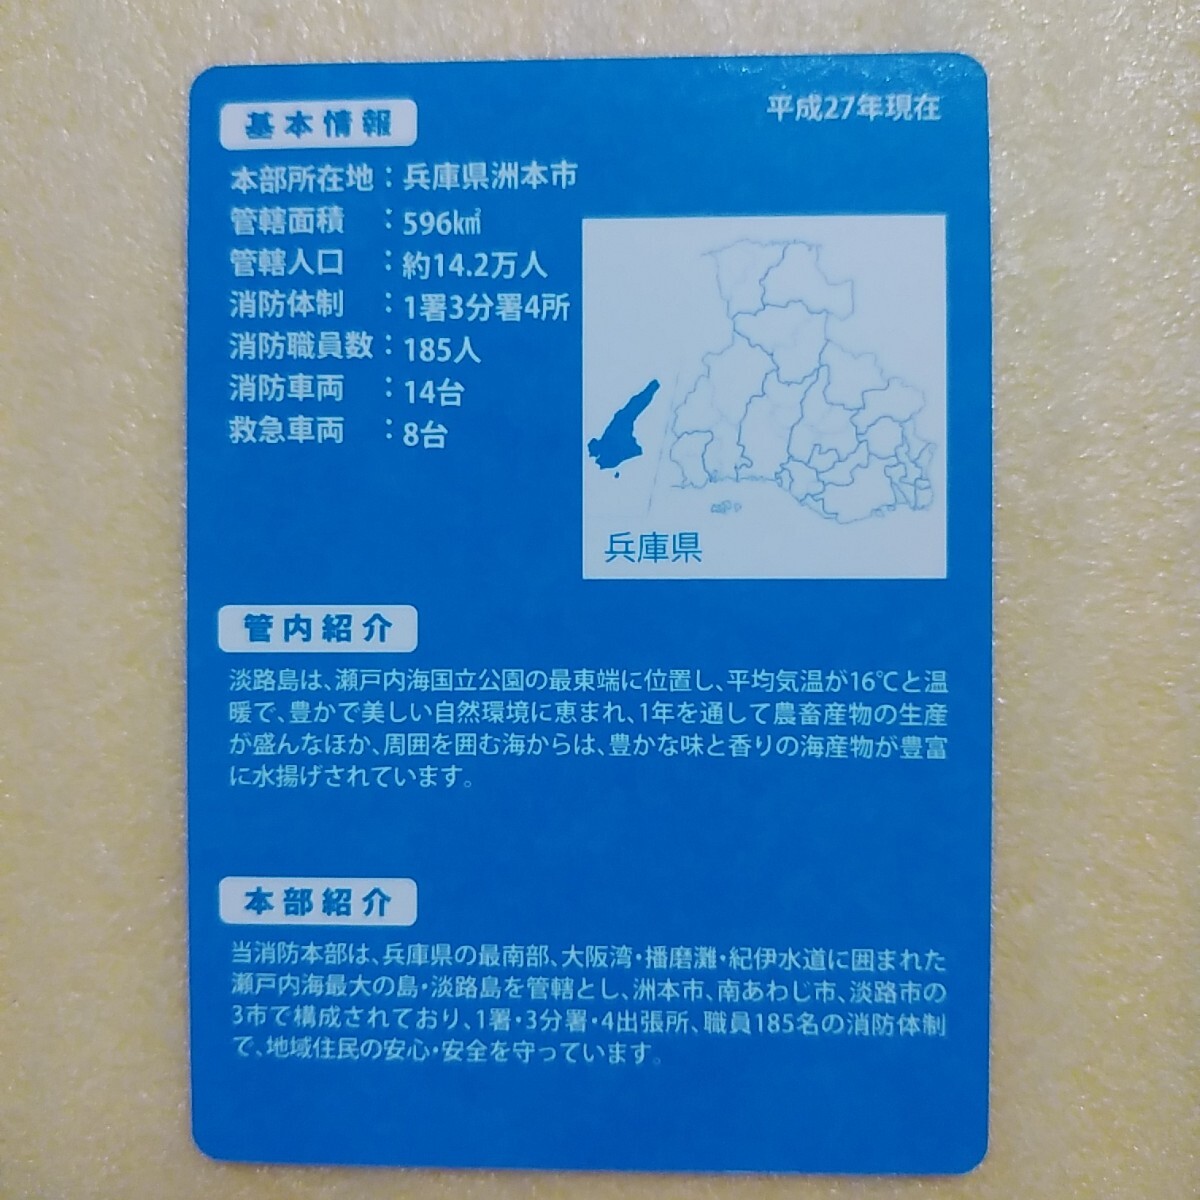 平成27年現在
基本情報
本部所在地：兵庫県洲本市
管轄面積：596㎢
管轄人口：約14.2万人
消防体制：1署3分署4所
消防職員数：185人
消防車両：14台
救急車両：8台
兵庫県
管内紹介
淡路島は、瀬戸内海国立公園の最東端に位置し、平均気温が16℃と温
暖で、豊かで美しい自然環境に恵まれ、1年を通して農畜産物の生産
が盛んなほか、周囲を囲む海からは、豊かな味と香りの海産物が豊富
に水揚げされています。
本部紹介
当消防本部は、兵庫県の最南部、大阪湾・播磨灘・紀伊水道に囲まれた
瀬戸内海最大の島・淡路島を管轄とし、洲本市、南あわじ市、淡路市の
3市で構成されており、1署・3分署・4出張所、職員185名の消防体制
で、地域住民の安心・安全を守っています。